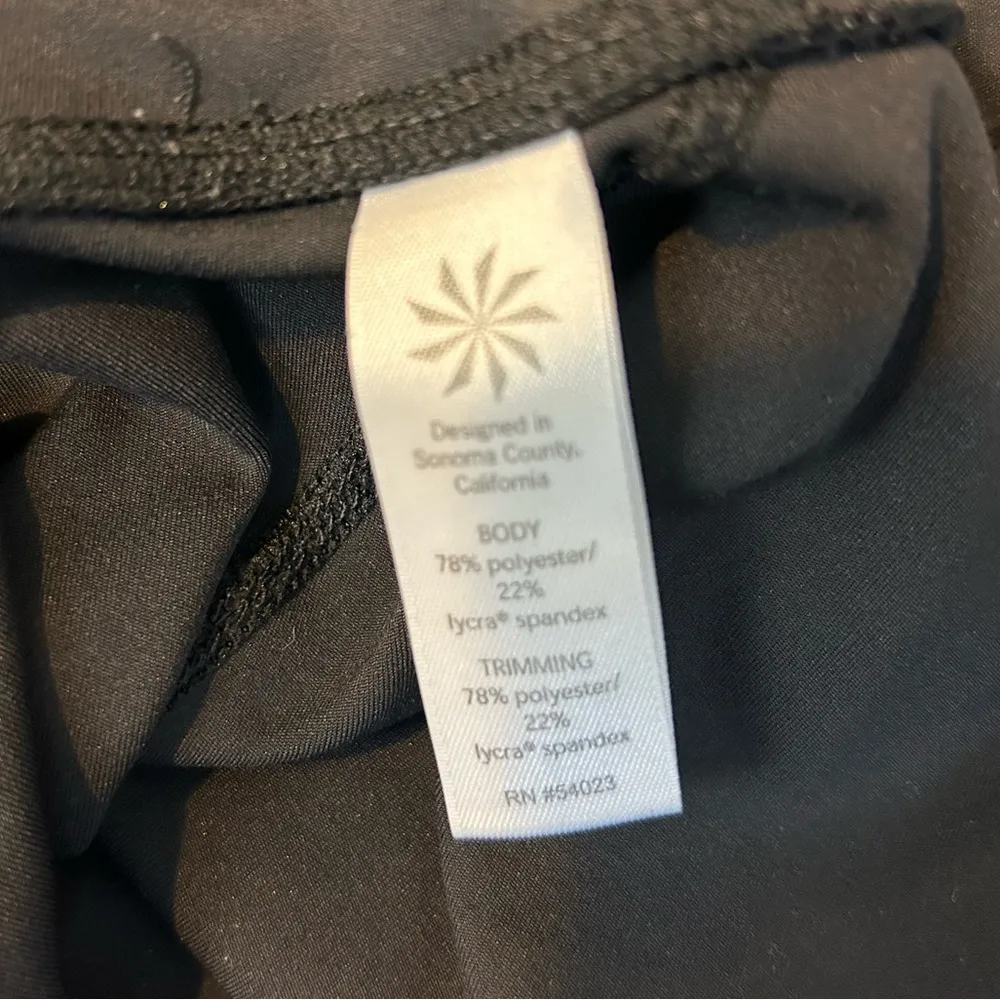 Designed in
Sonoma County,
California
BODY
78% polyester/
22%
lycra® spandex
TRIMMING
78% polyester/
22%
lycra® spandex
RN #54023